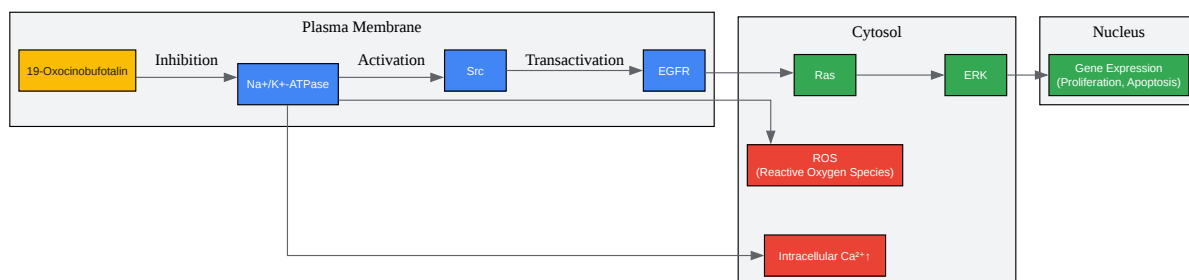 Plasma Membrane
Cytosol
Nucleus
19-Oxocinobufotalin
Inhibition
Na+/K+-ATPase
Activation
Src
Transactivation
EGFR
Ras
ERK
Gene Expression
(Proliferation, Apoptosis)
ROS
(Reactive Oxygen Species)
Intracellular Ca²⁺↑